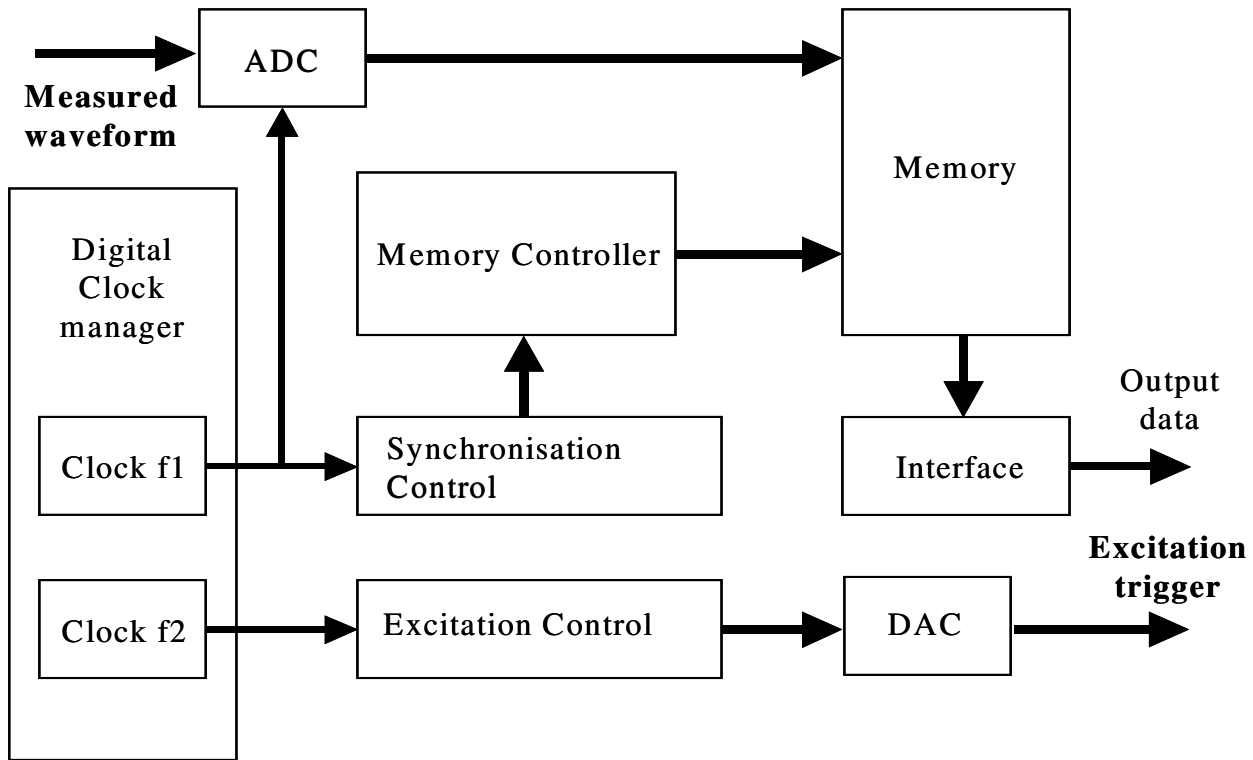 ADC
Measured
waveform
Memory
Memory Controller
Digital
Clock
manager
Output
data
Clock f1
Synchronisation
Control
Interface
Excitation
trigger
Clock f2
Excitation Control
DAC